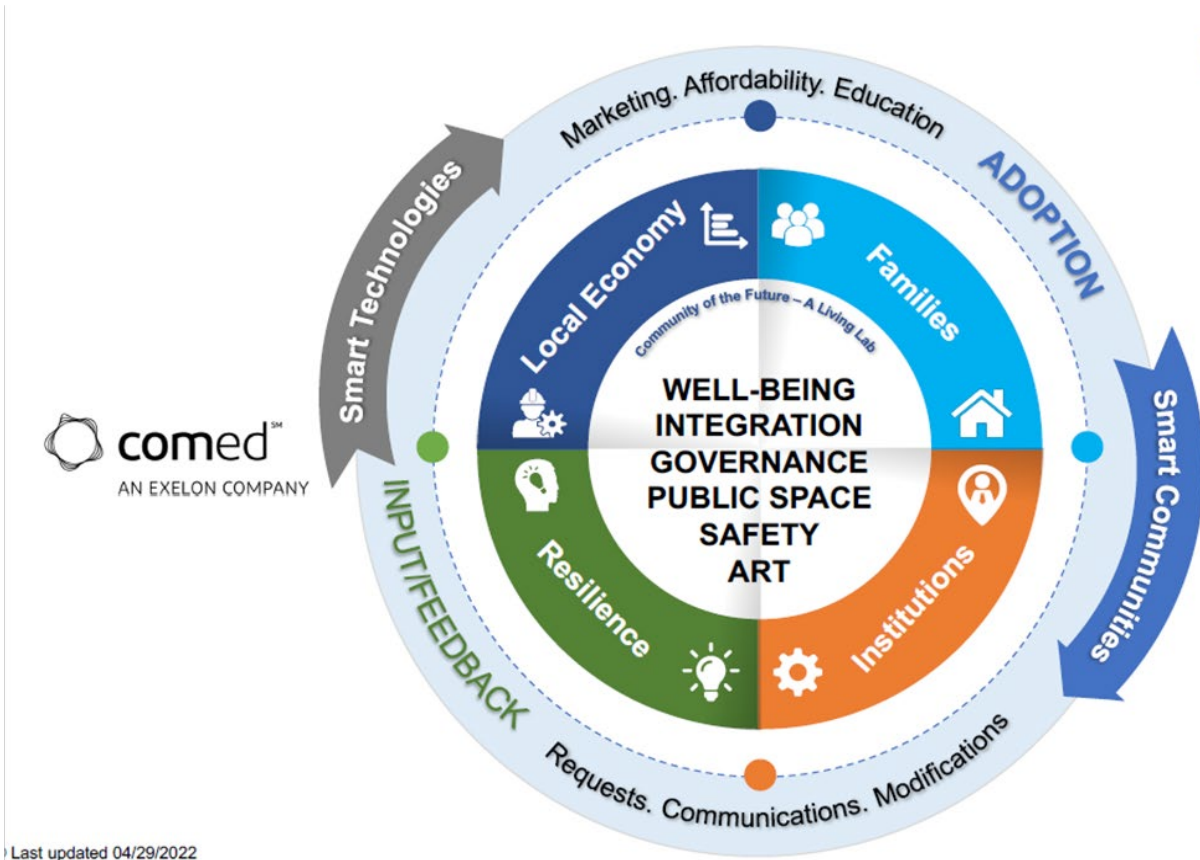 Marketing. Affordability. Education
ADOPTION
Smart Technologies
Local Economy
Families
Community of the Future – A Living Lab
WELL-BEING
INTEGRATION
GOVERNANCE
PUBLIC SPACE
SAFETY
ART
Smart Communities
comed℠
AN EXELON COMPANY
INPUT/FEEDBACK
Resilience
Institutions
Requests. Communications. Modifications
Last updated 04/29/2022